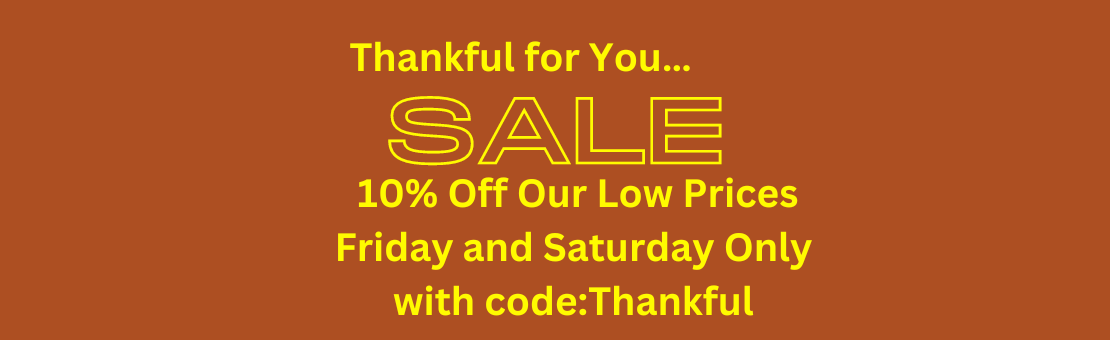 Thankful for You...
SALE
10% Off Our Low Prices
Friday and Saturday Only
with code:Thankful